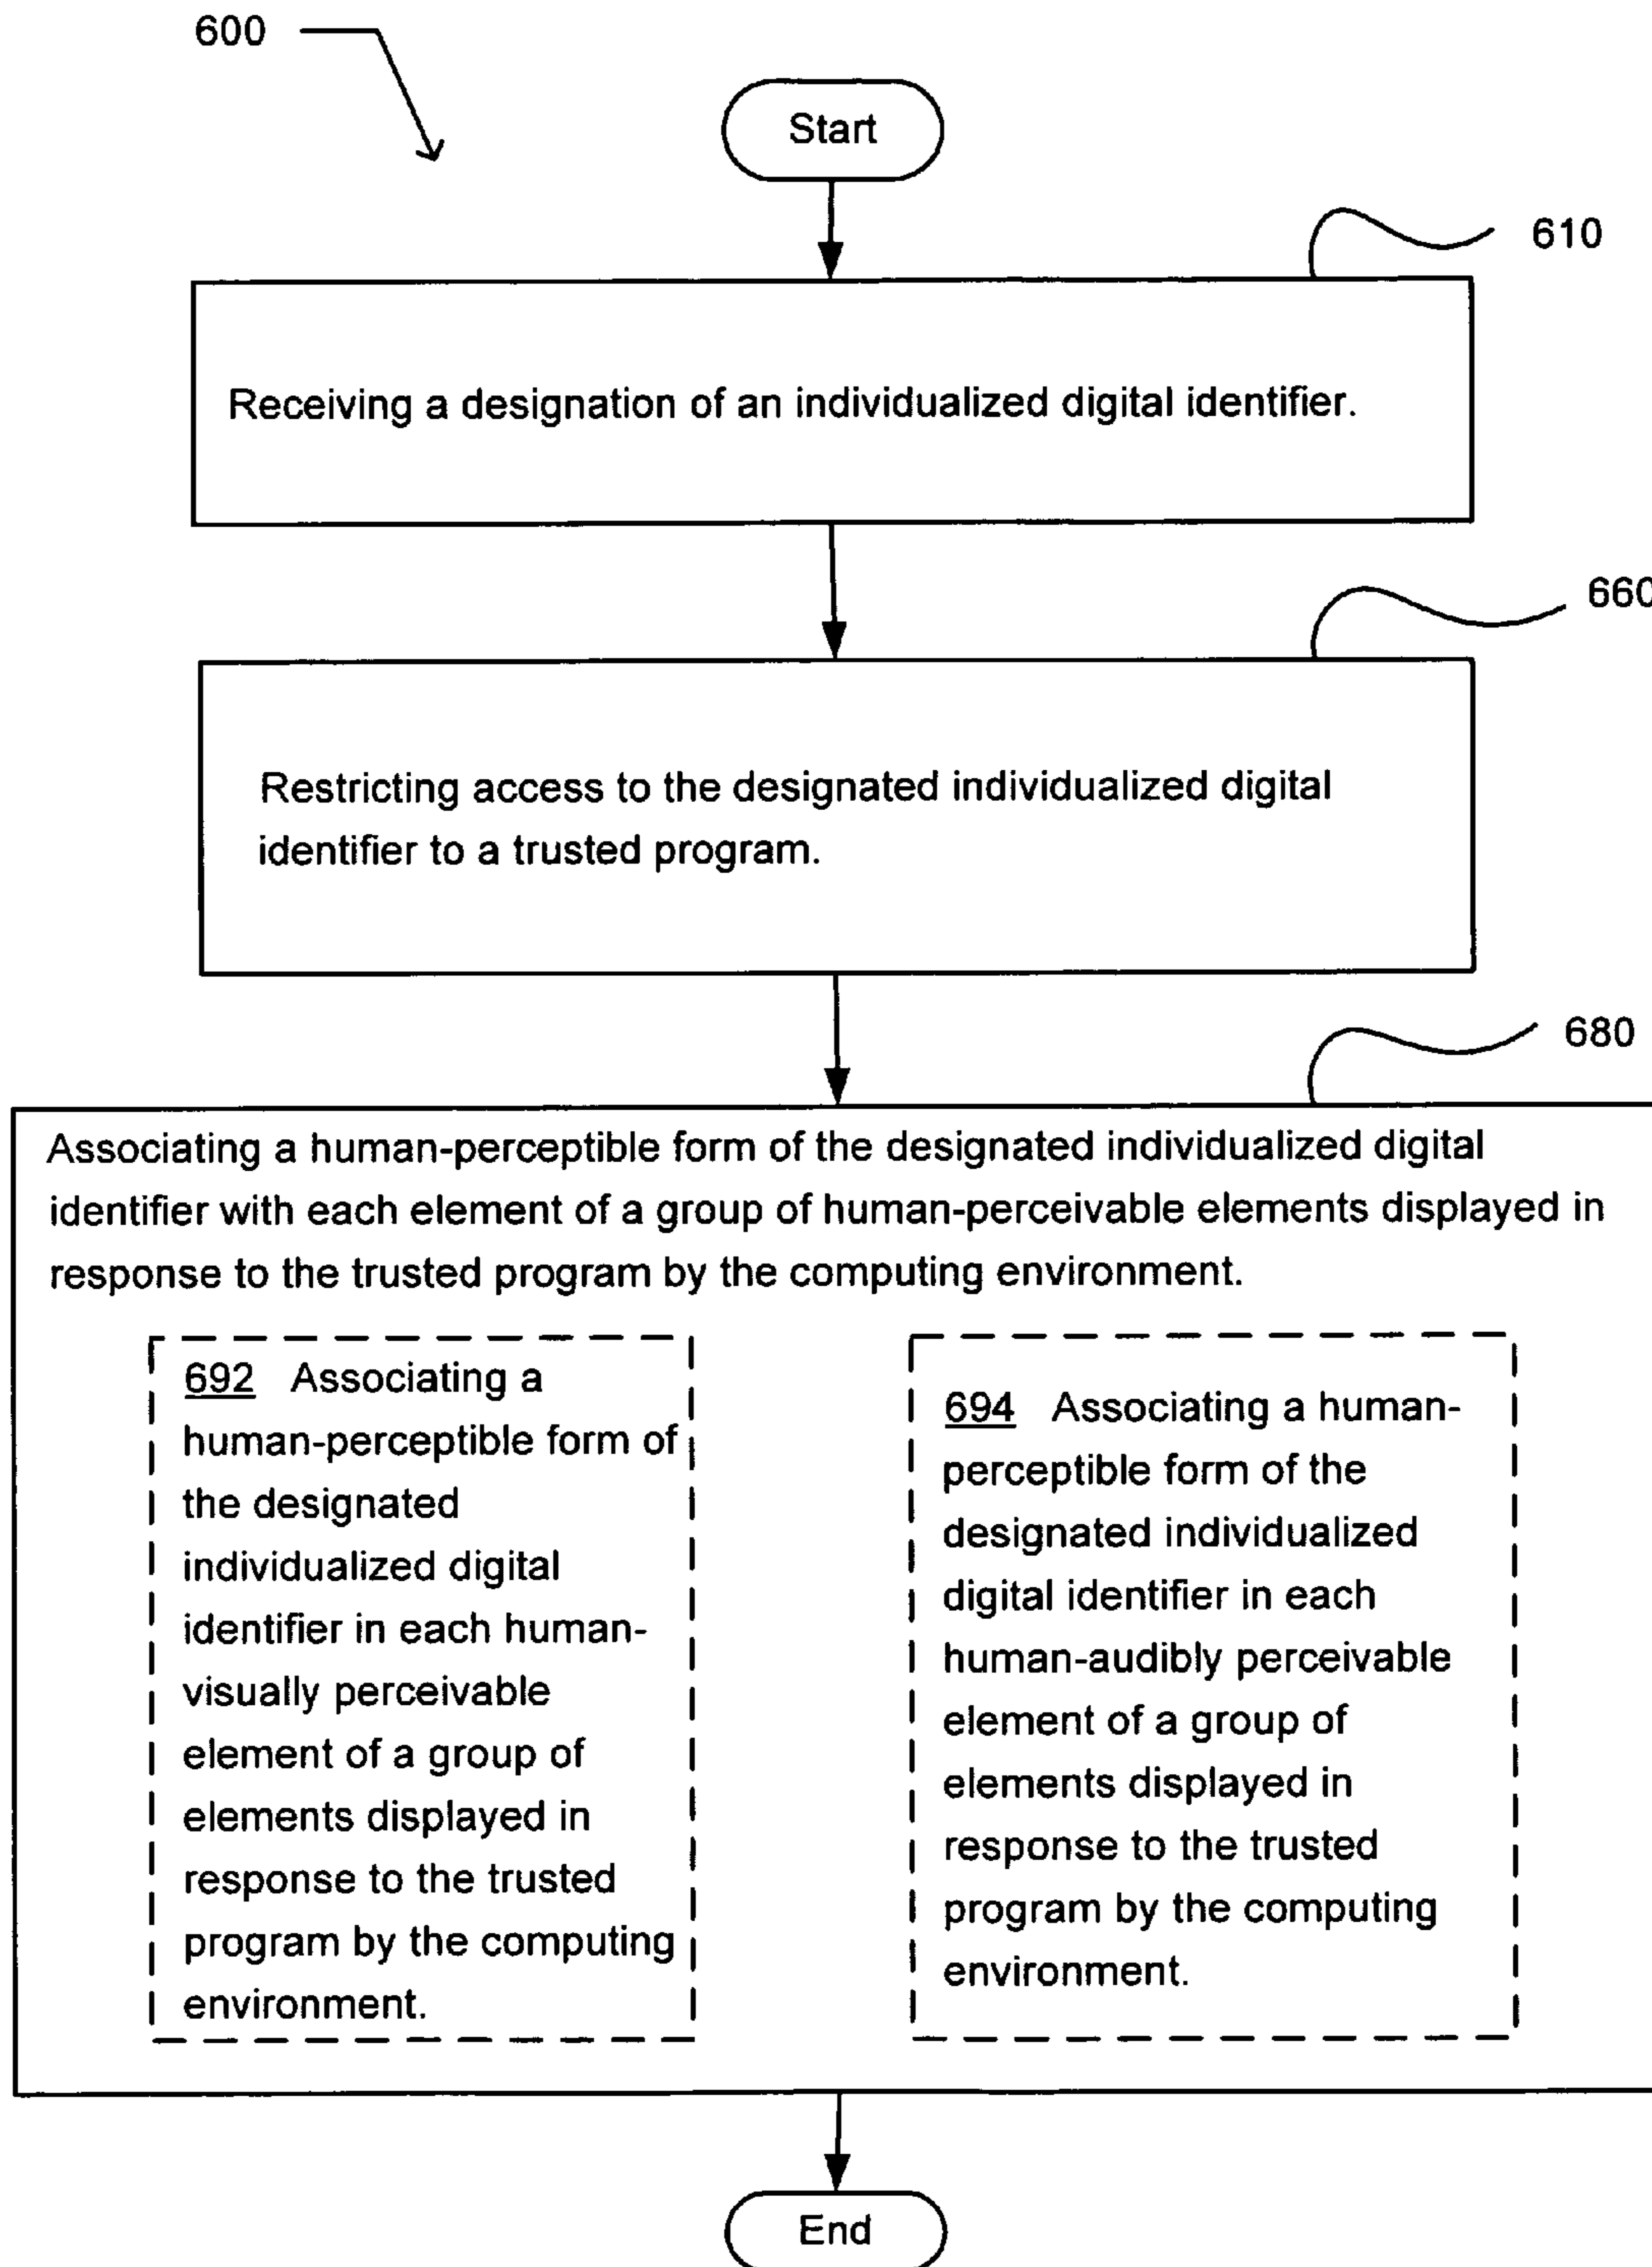 600
Start
610
Receiving a designation of an individualized digital identifier.
660
Restricting access to the designated individualized digital
identifier to a trusted program.
680
Associating a human-perceptible form of the designated individualized digital
identifier with each element of a group of human-perceivable elements displayed in
response to the trusted program by the computing environment.
692 Associating a
human-perceptible form of
the designated
individualized digital
identifier in each human-
visually perceivable
element of a group of
elements displayed in
response to the trusted
program by the computing
environment.
694 Associating a human-
perceptible form of the
designated individualized
digital identifier in each
human-audibly perceivable
element of a group of
elements displayed in
response to the trusted
program by the computing
environment.
End